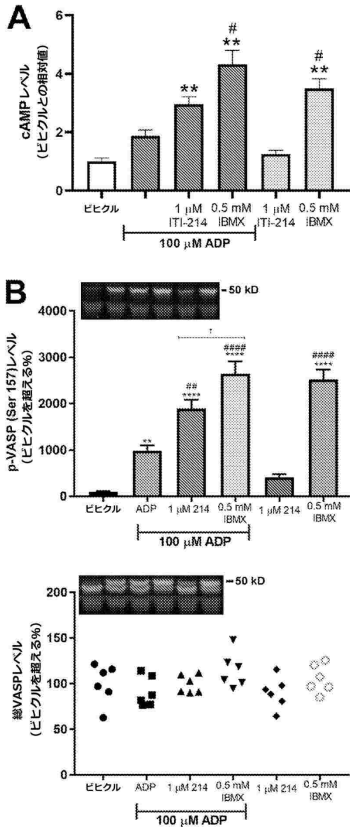 A
cAMPレベル
(ビヒクルとの相対値)
6
4
2
0
**
#
**
#
**
ビヒクル
1 μM
ITI-214
0.5 mM
IBMX
1 μM
ITI-214
0.5 mM
IBMX
100 μM ADP
B
50 kD
p-VASP (Ser 157)レベル
(ビヒクルを超える%)
4000
3000
2000
1000
0
**
##
****
†
####
****
####
****
ビヒクル
ADP
1 μM 214
0.5 mM
IBMX
1 μM 214
0.5 mM
IBMX
100 μM ADP
50 kD
総VASPレベル
(ビヒクルを超える%)
200
150
100
50
0
ビヒクル
ADP
1 μM 214
0.5 mM
IBMX
1 μM 214
0.5 mM
IBMX
100 μM ADP